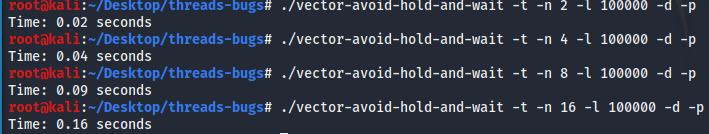 root@kali:~/Desktop/threads-bugs# ./vector-avoid-hold-and-wait -t -n 2 -l 100000 -d -p
Time: 0.02 seconds
root@kali:~/Desktop/threads-bugs# ./vector-avoid-hold-and-wait -t -n 4 -l 100000 -d -p
Time: 0.04 seconds
root@kali:~/Desktop/threads-bugs# ./vector-avoid-hold-and-wait -t -n 8 -l 100000 -d -p
Time: 0.09 seconds
root@kali:~/Desktop/threads-bugs# ./vector-avoid-hold-and-wait -t -n 16 -l 100000 -d -p
Time: 0.16 seconds